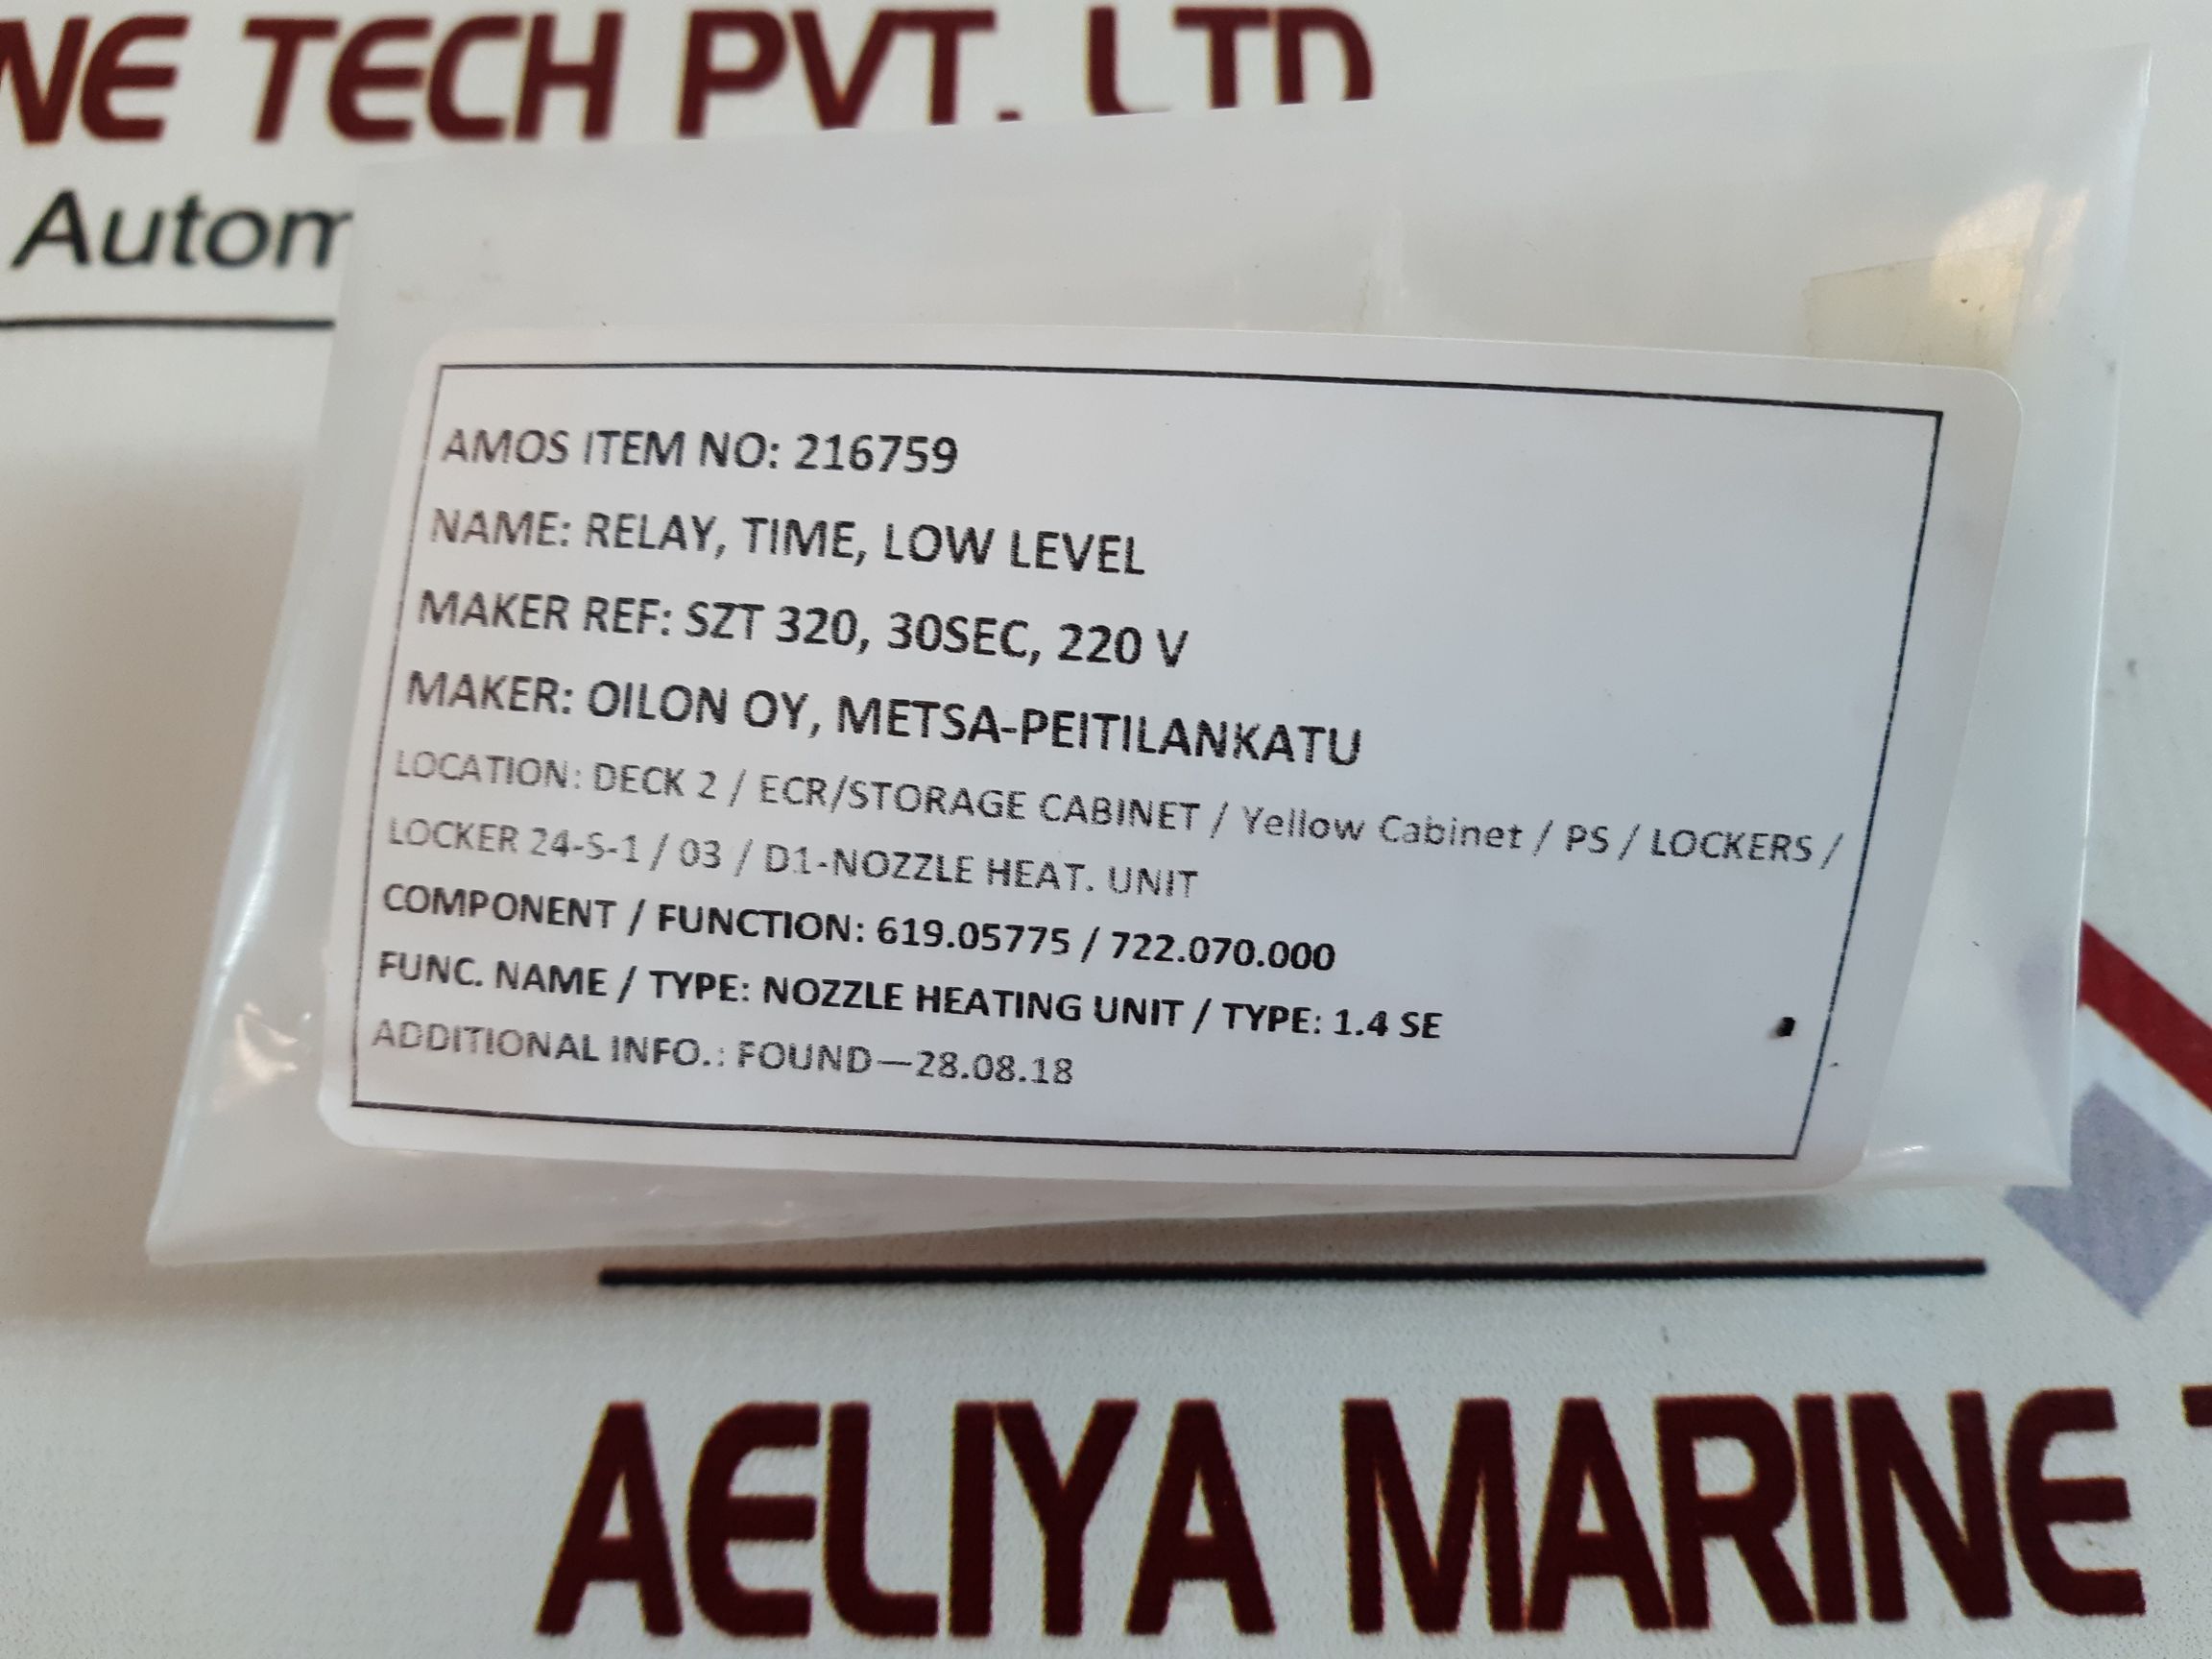 NE TECH PVT. LTD
Autom
AMOS ITEM NO: 216759
NAME: RELAY, TIME, LOW LEVEL
MAKER REF: SZT 320, 30SEC, 220 V
MAKER: OILON OY, METSA-PEITILANKATU
LOCATION: DECK 2 / ECR/STORAGE CABINET / Yellow Cabinet / PS / LOCKERS /
LOCKER 24-S-1 / 03 / D1-NOZZLE HEAT. UNIT
COMPONENT / FUNCTION: 619.05775 / 722.070.000
FUNC. NAME / TYPE: NOZZLE HEATING UNIT / TYPE: 1.4 SE
ADDITIONAL INFO.: FOUND—28.08.18
AELIYA MARINE T